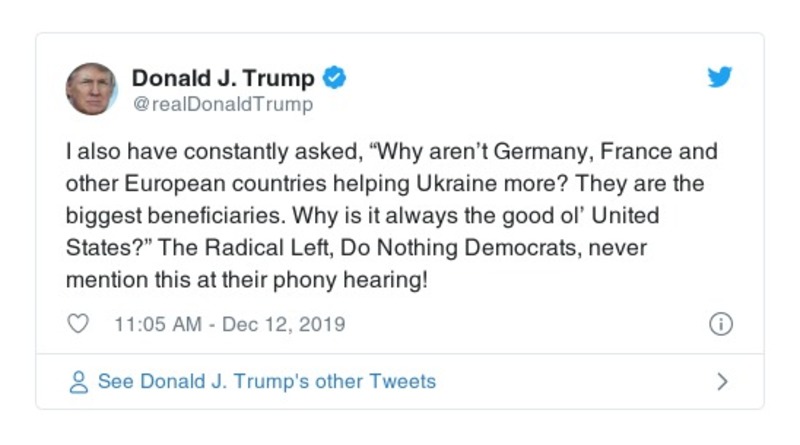 Donald J. Trump
@realDonaldTrump
I also have constantly asked, “Why aren’t Germany, France and
other European countries helping Ukraine more? They are the
biggest beneficiaries. Why is it always the good ol’ United
States?” The Radical Left, Do Nothing Democrats, never
mention this at their phony hearing!
11:05 AM - Dec 12, 2019
See Donald J. Trump's other Tweets